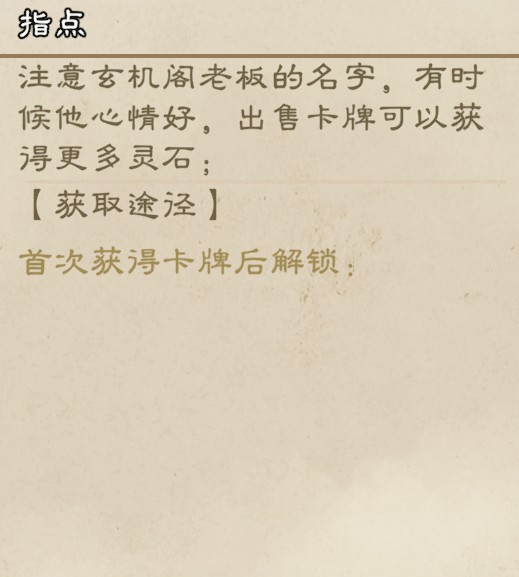 指点
注意玄机阁老板的名字，有时
候他心情好，出售卡牌可以获
得更多灵石；
【获取途径】
首次获得卡牌后解锁；